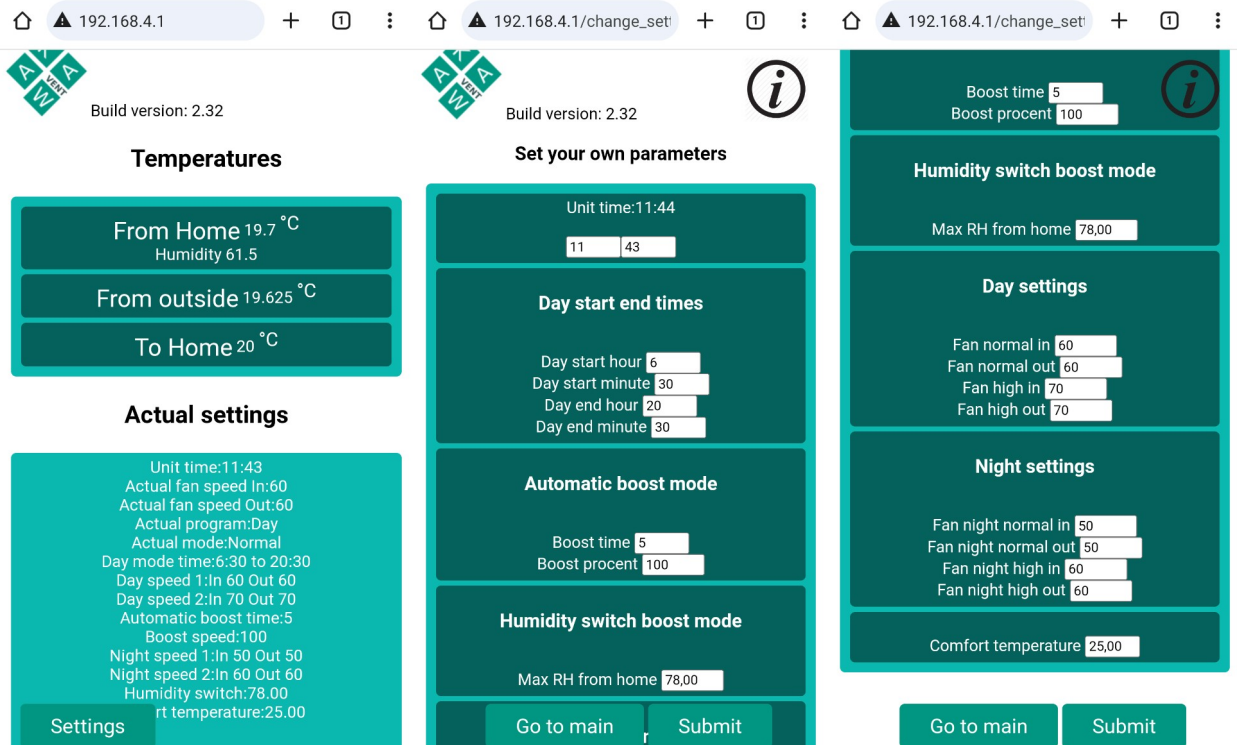 192.168.4.1
1
A K A W VENT
Build version: 2.32
Temperatures
From Home 19.7 °C
Humidity 61.5
From outside 19.625 °C
To Home 20 °C
Actual settings
Unit time:11:43
Actual fan speed In:60
Actual fan speed Out:60
Actual program:Day
Actual mode:Normal
Day mode time:6:30 to 20:30
Day speed 1:In 60 Out 60
Day speed 2:In 70 Out 70
Automatic boost time:5
Boost speed:100
Night speed 1:In 50 Out 50
Night speed 2:In 60 Out 60
Humidity switch:78.00
rt temperature:25.00
Settings
192.168.4.1/change_set
1
A K A W VENT
i
Build version: 2.32
Set your own parameters
Unit time:11:44
11 43
Day start end times
Day start hour 6
Day start minute 30
Day end hour 20
Day end minute 30
Automatic boost mode
Boost time 5
Boost procent 100
Humidity switch boost mode
Max RH from home 78,00
Go to main
Submit
192.168.4.1/change_set
1
i
Boost time 5
Boost procent 100
Humidity switch boost mode
Max RH from home 78,00
Day settings
Fan normal in 60
Fan normal out 60
Fan high in 70
Fan high out 70
Night settings
Fan night normal in 50
Fan night normal out 50
Fan night high in 60
Fan night high out 60
Comfort temperature 25,00
Go to main
Submit